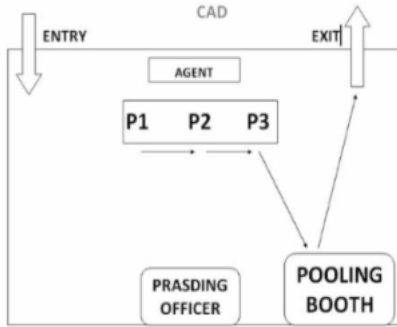 CAD
ENTRY EXIT
AGENT
P1 P2 P3
PRASDING
OFFICER
POOLING
BOOTH